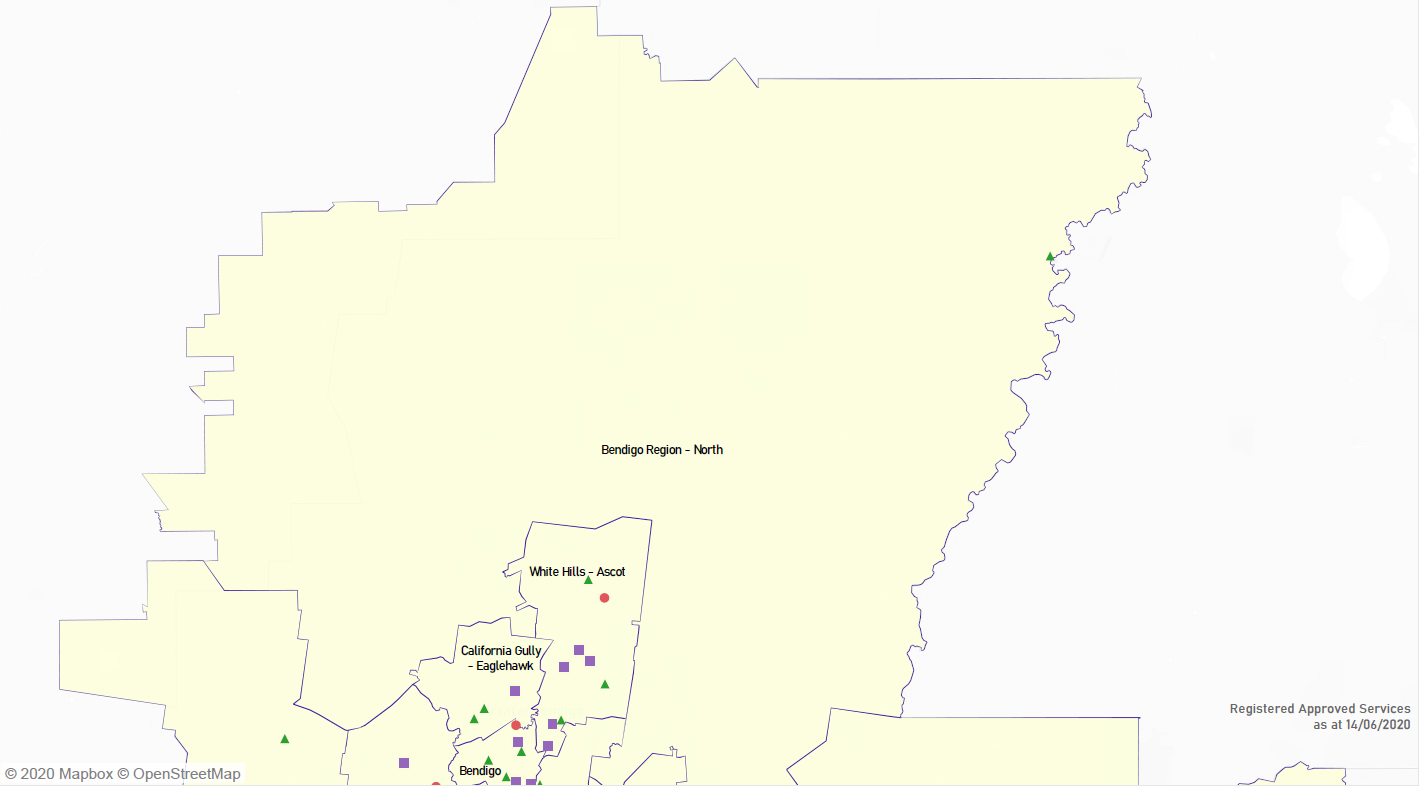 Bendigo Region - North
White Hills - Ascot
California Gully
- Eaglehawk
Bendigo
Registered Approved Services
as at 14/06/2020
© 2020 Mapbox © OpenStreetMap